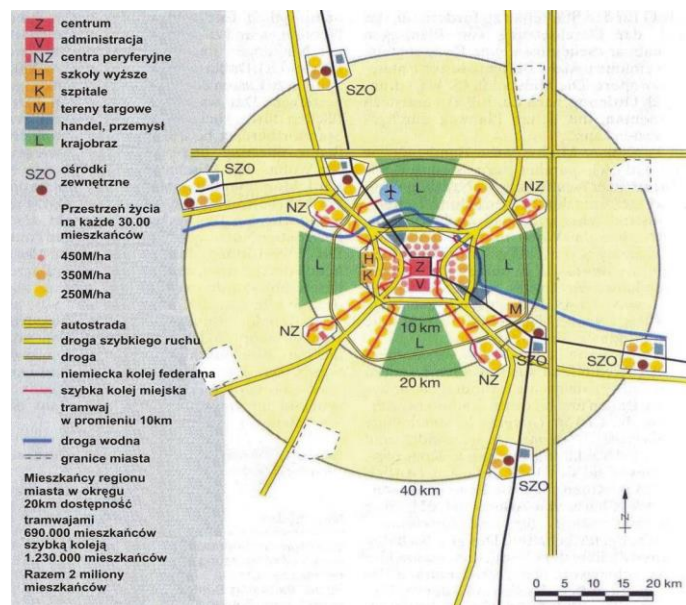 Z centrum
V administracja
NZ centra peryferyjne
H szkoły wyższe
K szpitale
M tereny targowe
handel, przemysł
L krajobraz
SZO ośrodki
zewnętrzne
Przestrzeń życia
na każde 30.00
mieszkańców
450M/ha
350M/ha
250M/ha
autostrada
droga szybkiego ruchu
droga
niemiecka kolej federalna
szybka kolej miejska
tramwaj
w promieniu 10km
droga wodna
granice miasta
Mieszkańcy regionu
miasta w okręgu
20km dostępność
tramwajami
690.000 mieszkańców
szybką koleją
1.230.000 mieszkańców
Razem 2 miliony
mieszkańców
SZO
SZO
L
NZ
NZ
L
H
K
Z
V
L
M
10 km
L
NZ
SZO
SZO
20 km
NZ
SZO
40 km
N
0 5 10 15 20 km